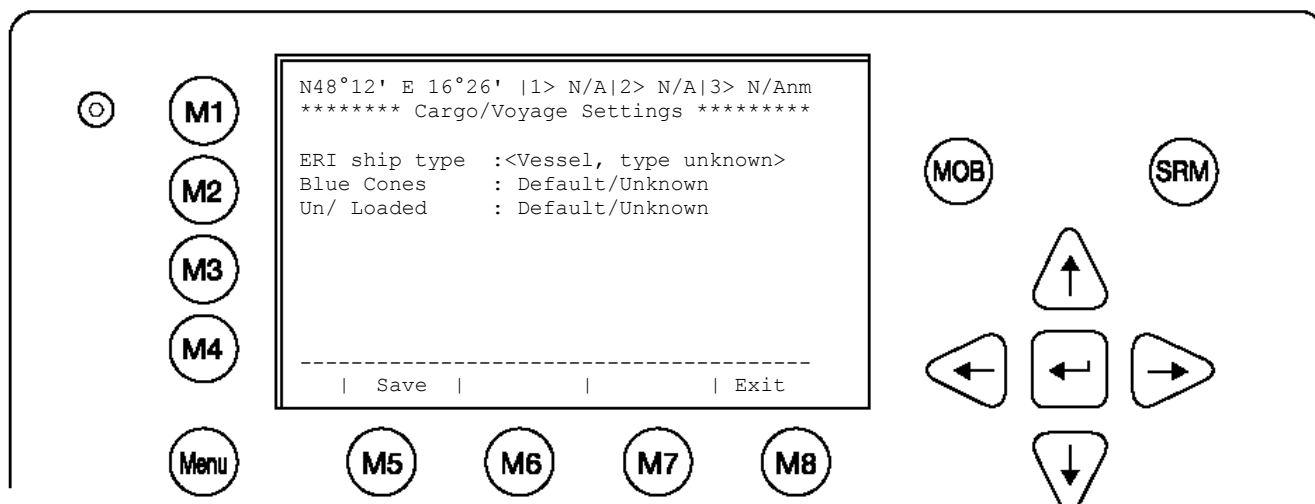 N48°12' E 16°26' |1> N/A|2> N/A|3> N/Anm
******** Cargo/Voyage Settings *********
ERI ship type :<Vessel, type unknown>
Blue Cones : Default/Unknown
Un/ Loaded : Default/Unknown
----------------------------------------
| Save | | | Exit
M1
M2
M3
M4
Menu
M5
M6
M7
M8
MOB
SRM